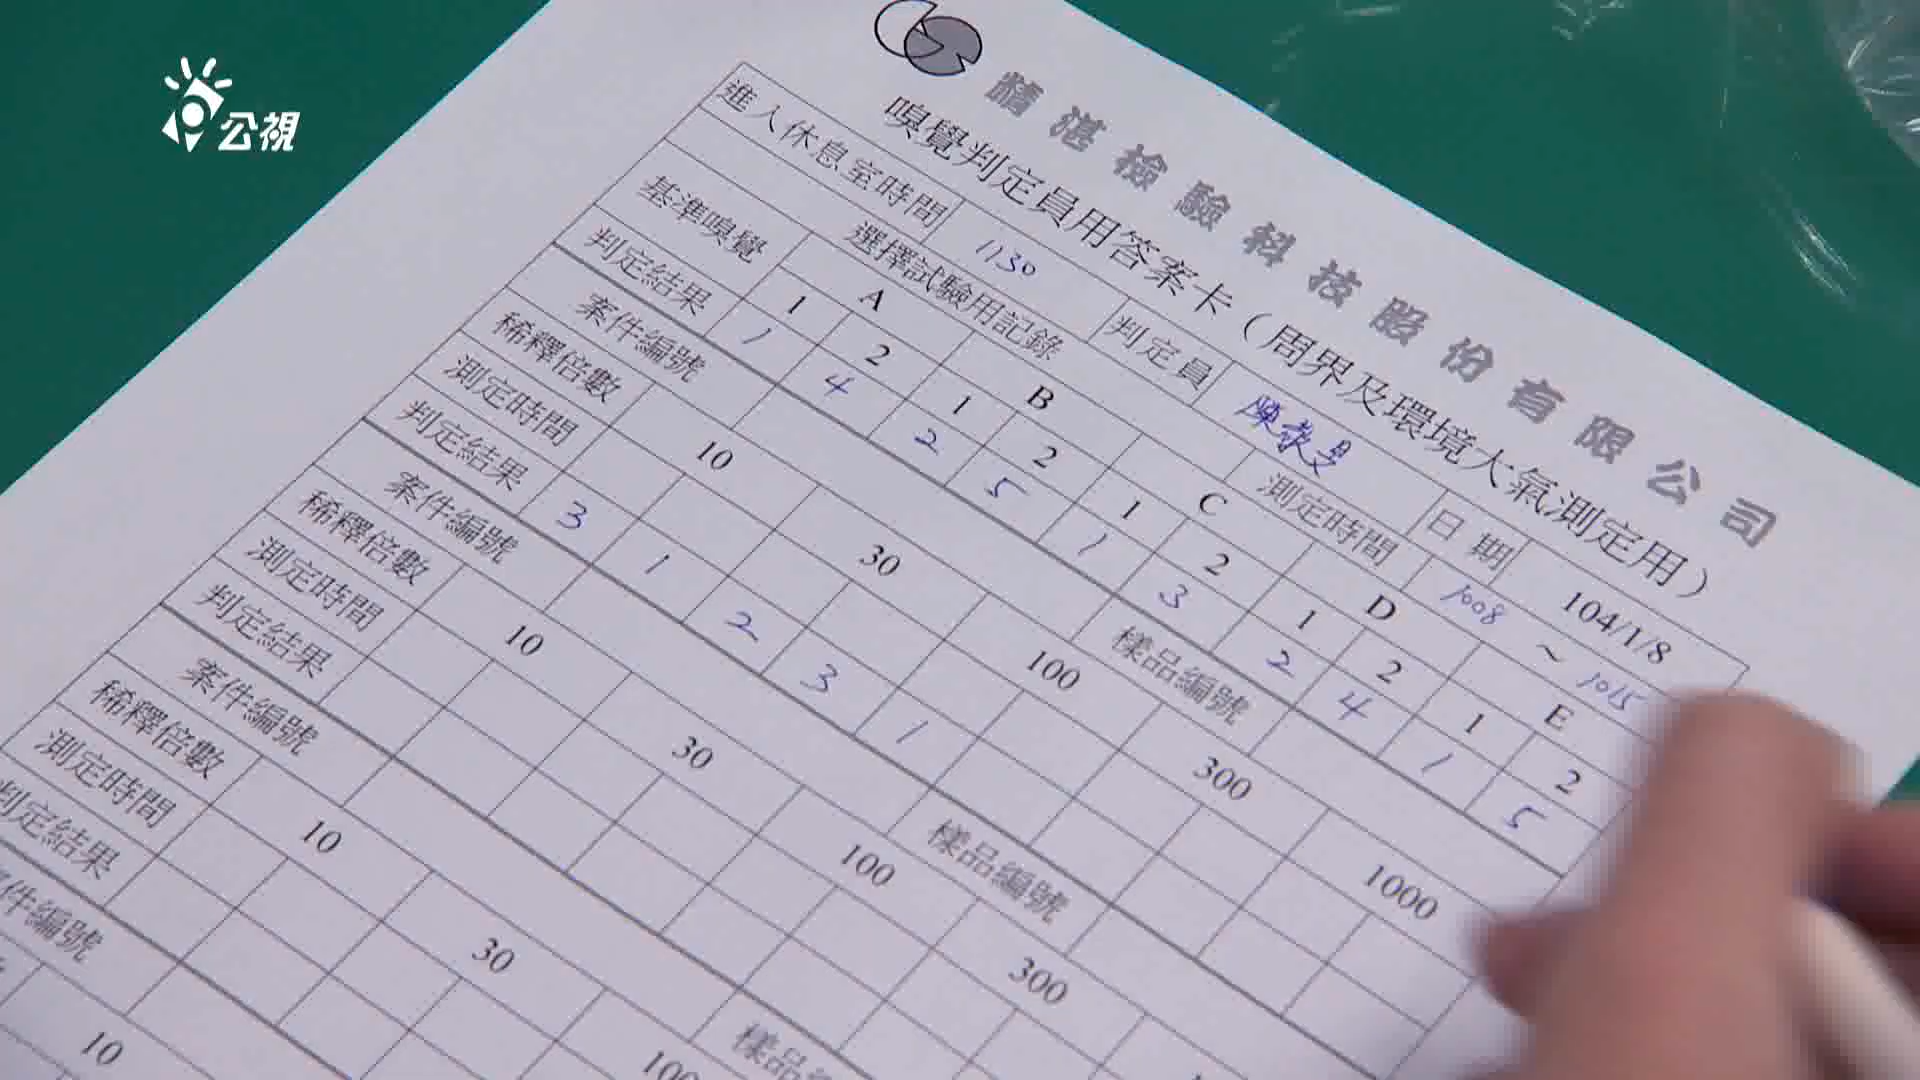 公視
精湛檢驗科技股份有限公司
嗅覺判定員用答案卡（周界及環境大氣測定用）
進入休息室時間 1130 判定員 日期 104/1/8
選擇試驗用記錄 測定時間 1008 ~ 1015
基準嗅覺 A B C D E
1 2 1 2 1 2 1 2 1 2
判定結果 1 4 2 5 1 3 2 4 1 5
案件編號 樣品編號
稀釋倍數 10 30 100 300 1000
測定時間
判定結果 3 1 2 3 1
案件編號 樣品編號
稀釋倍數 10 30 100 300
測定時間
判定結果
案件編號 樣品編號
稀釋倍數 10 30 100
測定時間
判定結果
件編號
10